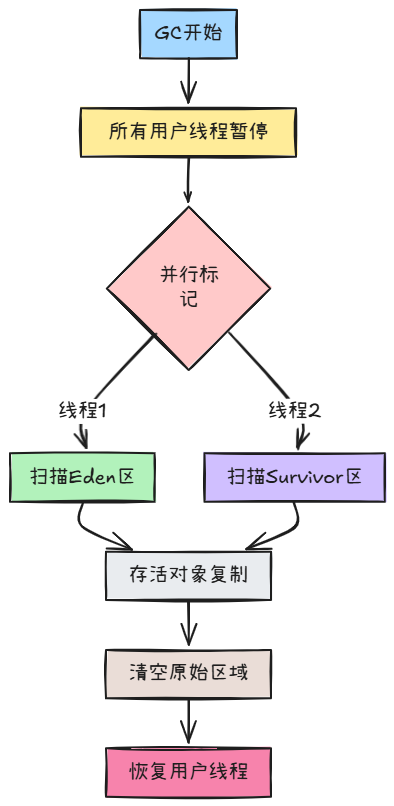 GC开始
所有用户线程暂停
并行标
记
线程1
线程2
扫描Eden区
扫描Survivor区
存活对象复制
清空原始区域
恢复用户线程